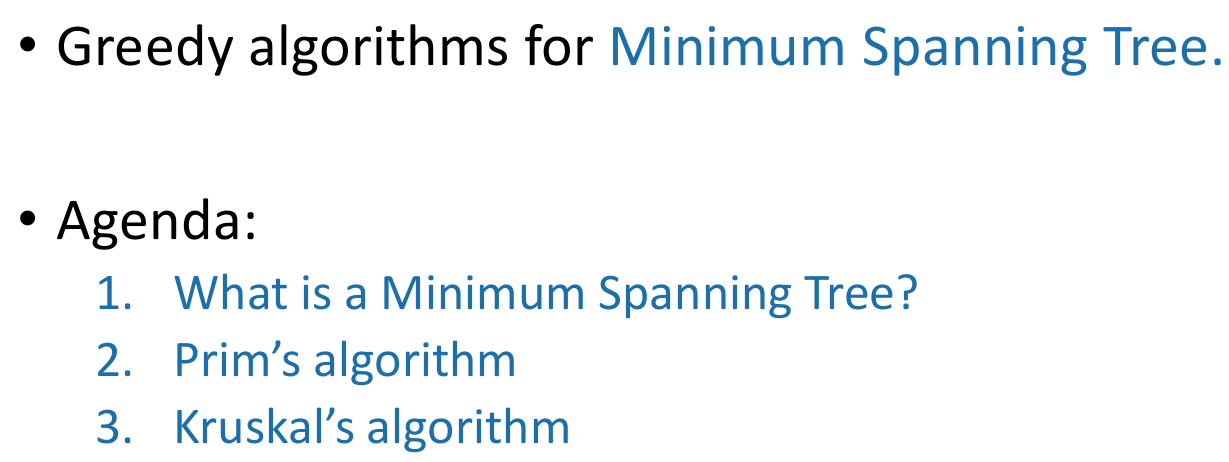 • Greedy algorithms for Minimum Spanning Tree.
• Agenda:
1. What is a Minimum Spanning Tree?
2. Prim’s algorithm
3. Kruskal’s algorithm